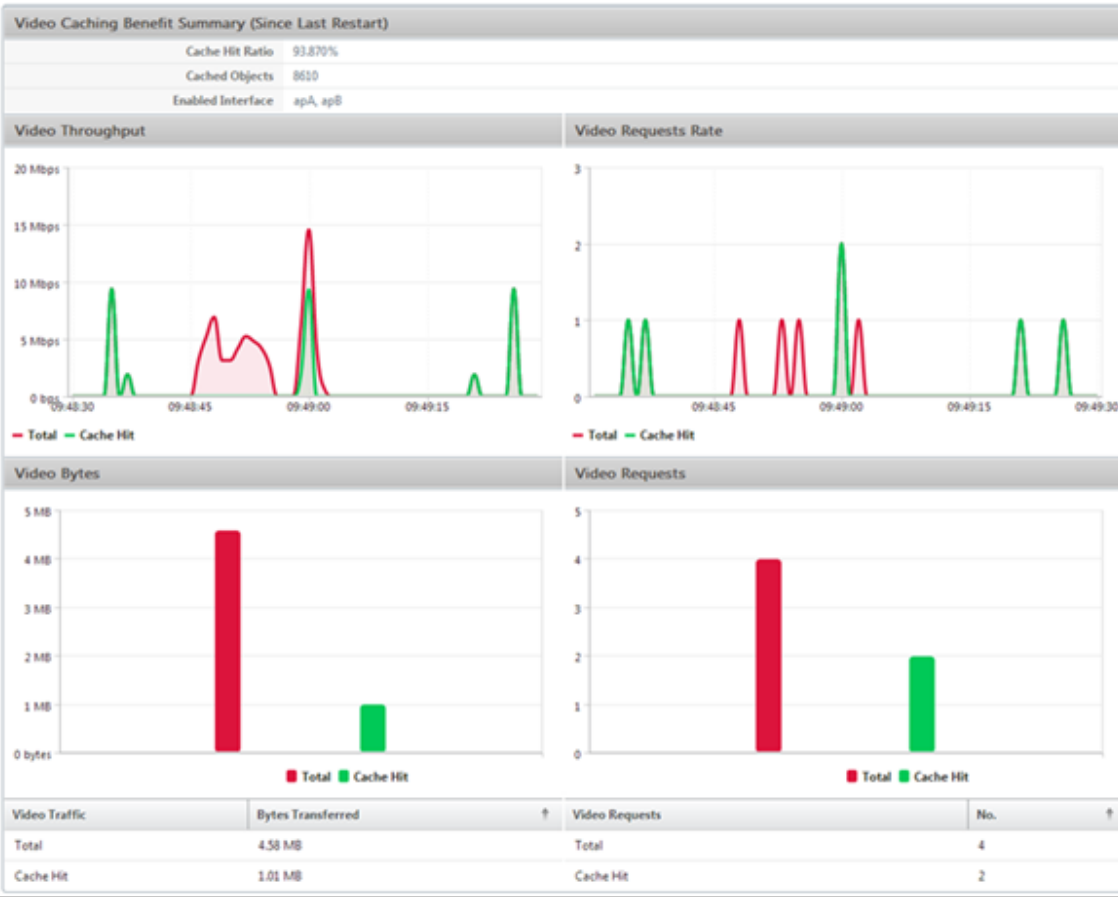 Video Caching Benefit Summary (Since Last Restart)
Cache Hit Ratio 93.870%
Cached Objects 8610
Enabled Interface apA, apB
Video Throughput
20 Mbps
15 Mbps
10 Mbps
5 Mbps
0 bps
09:48:30 09:48:45 09:49:00 09:49:15
Total Cache Hit
Video Requests Rate
3
2
1
0
09:48:45 09:49:00 09:49:15 09:49:30
Total Cache Hit
Video Bytes
5 MB
4 MB
3 MB
2 MB
1 MB
0 bytes
Total Cache Hit
Video Requests
5
4
3
2
1
0
Total Cache Hit
Video Traffic Bytes Transferred ↑
Total 4.58 MB
Cache Hit 1.01 MB
Video Requests No. ↑
Total 4
Cache Hit 2